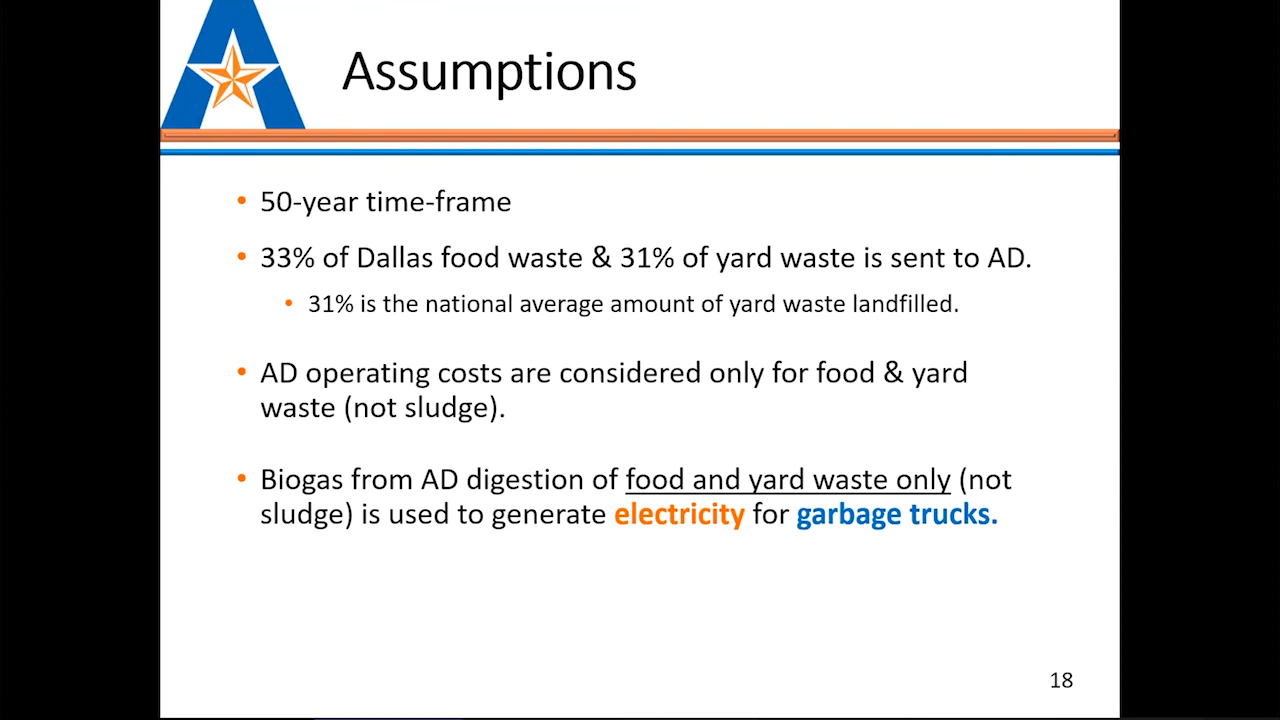 Assumptions
• 50-year time-frame
• 33% of Dallas food waste & 31% of yard waste is sent to AD.
• 31% is the national average amount of yard waste landfilled.
• AD operating costs are considered only for food & yard
waste (not sludge).
• Biogas from AD digestion of food and yard waste only (not
sludge) is used to generate electricity for garbage trucks.
18